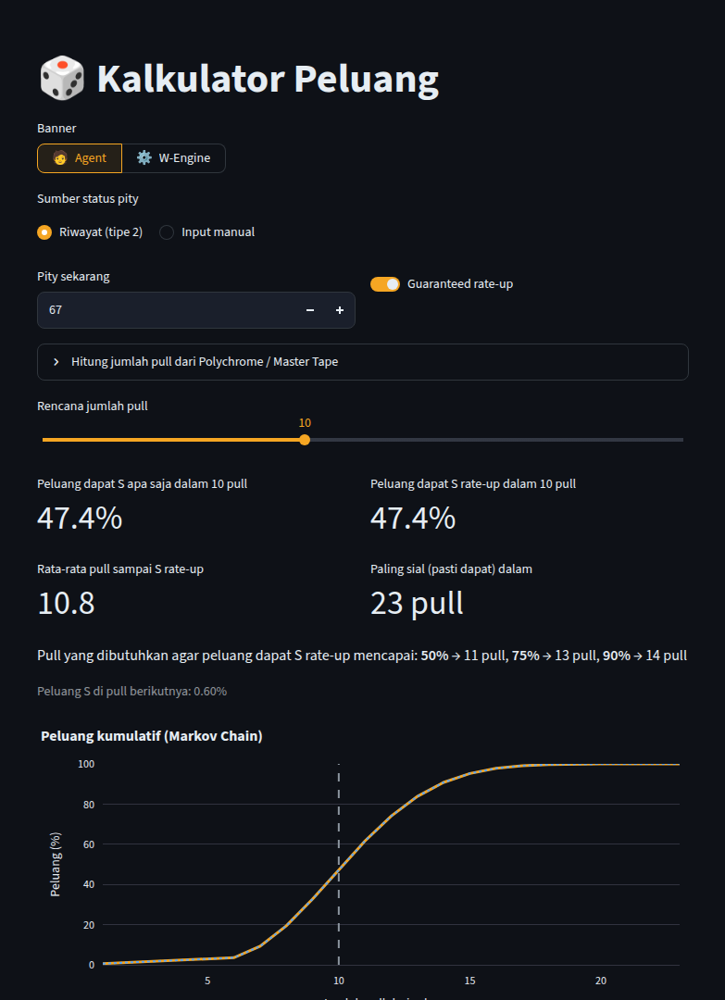 Kalkulator Peluang
Banner
Agent W-Engine
Sumber status pity
Riwayat (tipe 2) Input manual
Pity sekarang
Guaranteed rate-up
67
Hitung jumlah pull dari Polychrome / Master Tape
Rencana jumlah pull
10
Peluang dapat S apa saja dalam 10 pull
Peluang dapat S rate-up dalam 10 pull
47.4%
47.4%
Rata-rata pull sampai S rate-up
Paling sial (pasti dapat) dalam
10.8
23 pull
Pull yang dibutuhkan agar peluang dapat S rate-up mencapai: 50% → 11 pull, 75% → 13 pull, 90% → 14 pull
Peluang S di pull berikutnya: 0.60%
Peluang kumulatif (Markov Chain)
Peluang (%)
100
80
60
40
20
0
5 10 15 20